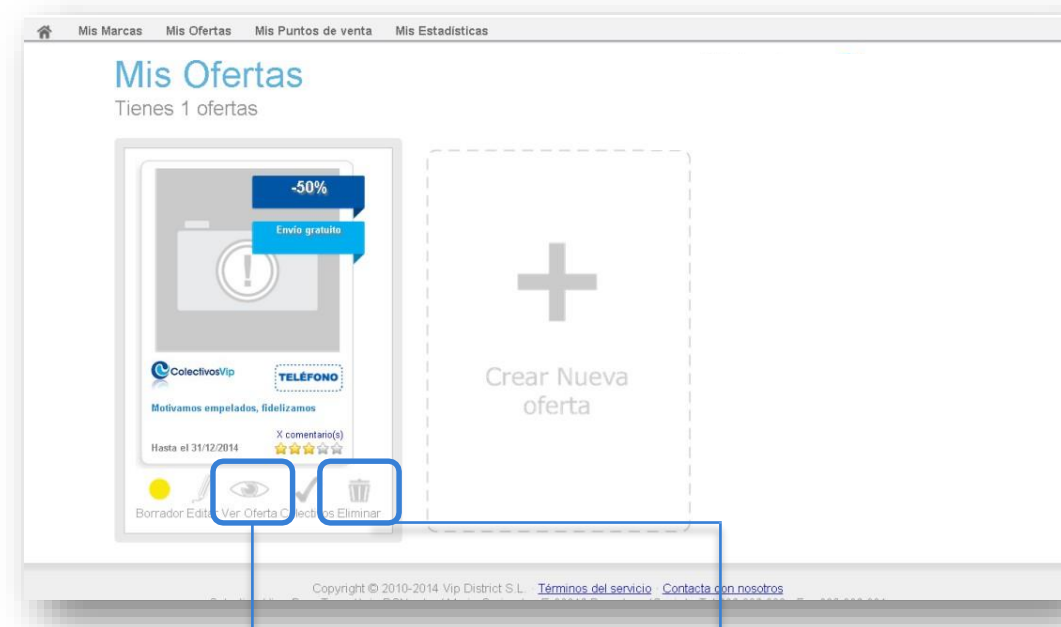 Mis Marcas Mis Ofertas Mis Puntos de venta Mis Estadísticas
Mis Ofertas
Tienes 1 ofertas
-50%
Envío gratuito
ColectivosVip
TELÉFONO
Motivamos empelados, fidelizamos
X comentario(s)
Hasta el 31/12/2014
Borrador Editar Ver Oferta Colectivos Eliminar
Crear Nueva
oferta
Copyright © 2010-2014 Vip District S.L. · Términos del servicio · Contacta con nosotros